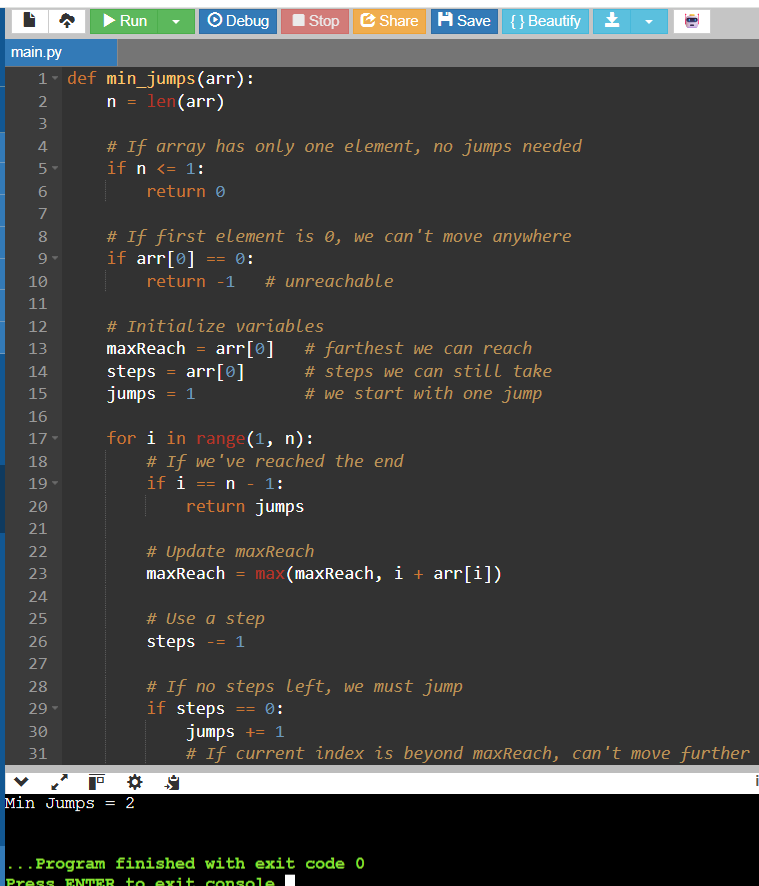 Run Debug Stop Share Save { } Beautify
main.py
1 def min_jumps(arr):
2 n = len(arr)
3
4 # If array has only one element, no jumps needed
5 if n <= 1:
6 return 0
7
8 # If first element is 0, we can't move anywhere
9 if arr[0] == 0:
10 return -1 # unreachable
11
12 # Initialize variables
13 maxReach = arr[0] # farthest we can reach
14 steps = arr[0] # steps we can still take
15 jumps = 1 # we start with one jump
16
17 for i in range(1, n):
18 # If we've reached the end
19 if i == n - 1:
20 return jumps
21
22 # Update maxReach
23 maxReach = max(maxReach, i + arr[i])
24
25 # Use a step
26 steps -= 1
27
28 # If no steps left, we must jump
29 if steps == 0:
30 jumps += 1
31 # If current index is beyond maxReach, can't move further
Min Jumps = 2
...Program finished with exit code 0
Press ENTER to exit console.